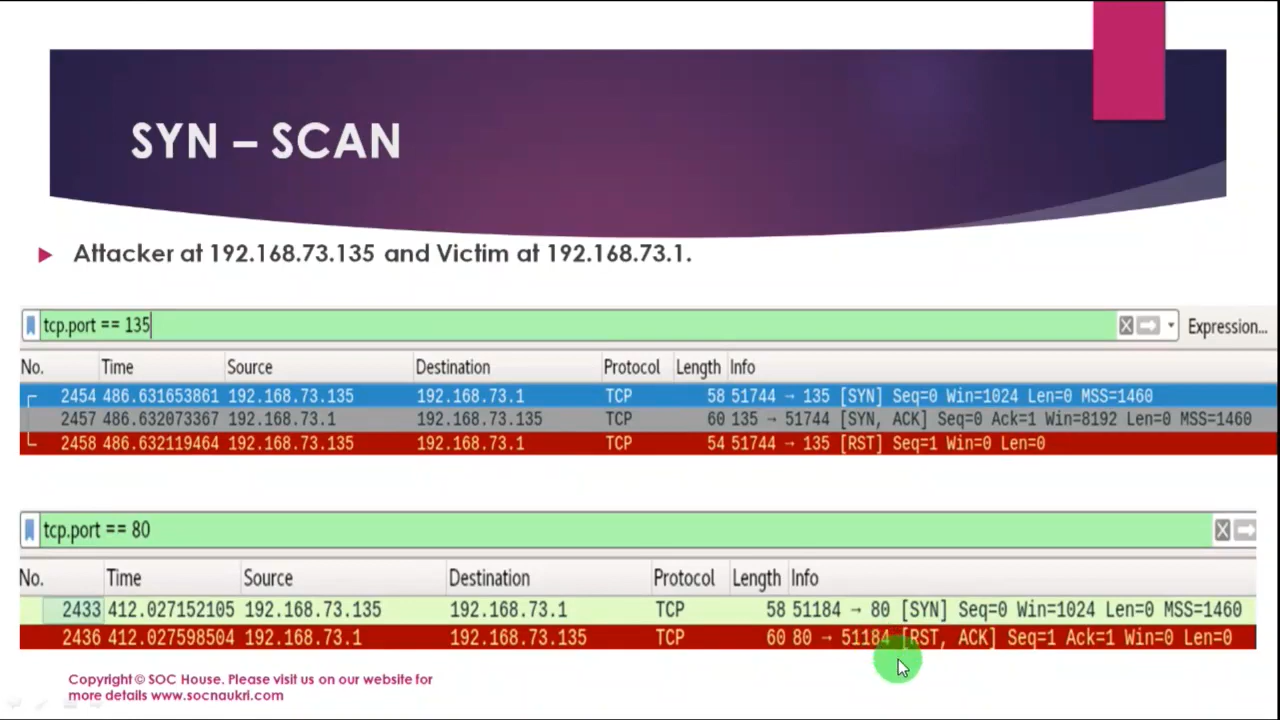 SYN – SCAN
Attacker at 192.168.73.135 and Victim at 192.168.73.1.
tcp.port == 135
Expression...
No. Time Source Destination Protocol Length Info
2454 486.631653861 192.168.73.135 192.168.73.1 TCP 58 51744 → 135 [SYN] Seq=0 Win=1024 Len=0 MSS=1460
2457 486.632073367 192.168.73.1 192.168.73.135 TCP 60 135 → 51744 [SYN, ACK] Seq=0 Ack=1 Win=8192 Len=0 MSS=1460
2458 486.632119464 192.168.73.135 192.168.73.1 TCP 54 51744 → 135 [RST] Seq=1 Win=0 Len=0
tcp.port == 80
No. Time Source Destination Protocol Length Info
2433 412.027152105 192.168.73.135 192.168.73.1 TCP 58 51184 → 80 [SYN] Seq=0 Win=1024 Len=0 MSS=1460
2436 412.027598504 192.168.73.1 192.168.73.135 TCP 60 80 → 51184 [RST, ACK] Seq=1 Ack=1 Win=0 Len=0
Copyright © SOC House. Please visit us on our website for
more details www.socnaukri.com